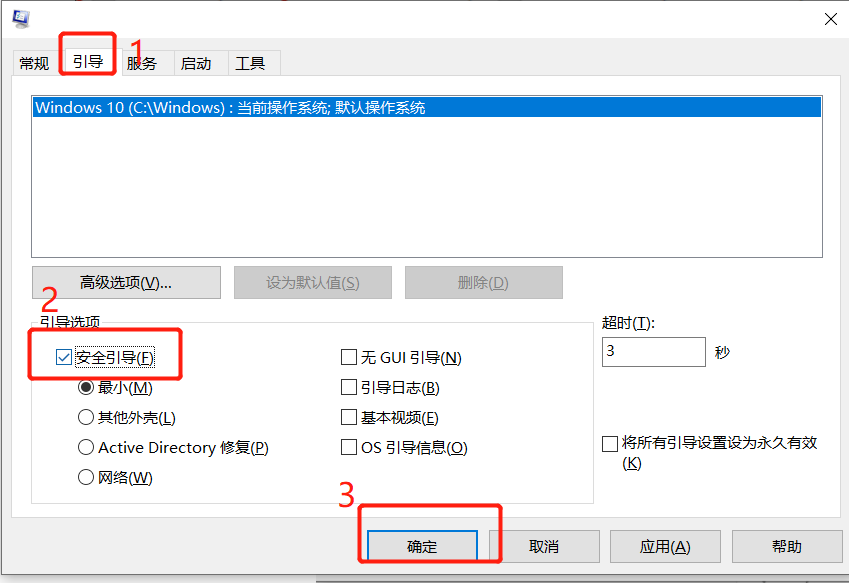 1
常规 引导 服务 启动 工具
Windows 10 (C:\Windows) : 当前操作系统; 默认操作系统
高级选项(V)... 设为默认值(S) 删除(D)
2
引导选项 超时(T):
安全引导(F) 无 GUI 引导(N) 3 秒
最小(M) 引导日志(B)
其他外壳(L) 基本视频(E)
Active Directory 修复(P) OS 引导信息(O) 将所有引导设置设为永久有效
(K)
网络(W)
3
确定 取消 应用(A) 帮助